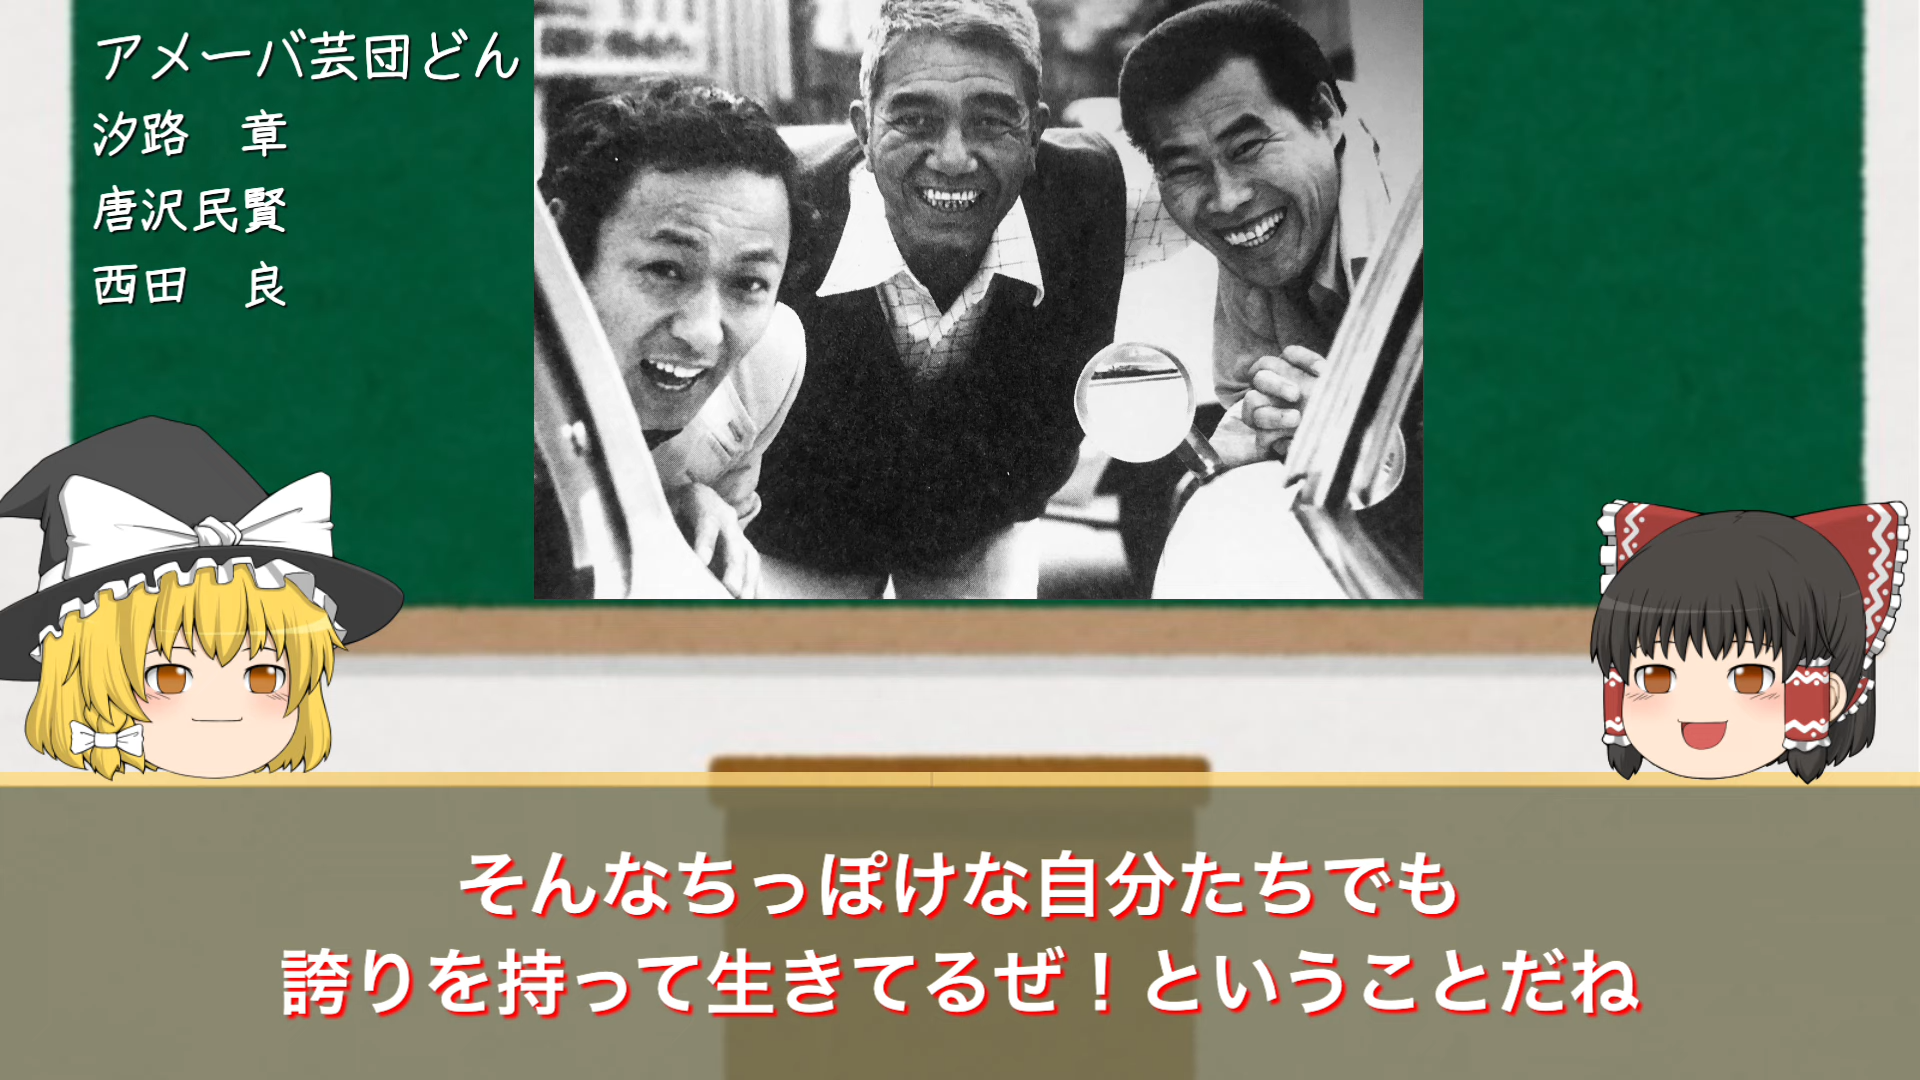 アメーバ芸団どん
汐路　章
唐沢民賢
西田　良
そんなちっぽけな自分たちでも
誇りを持って生きてるぜ！ということだね